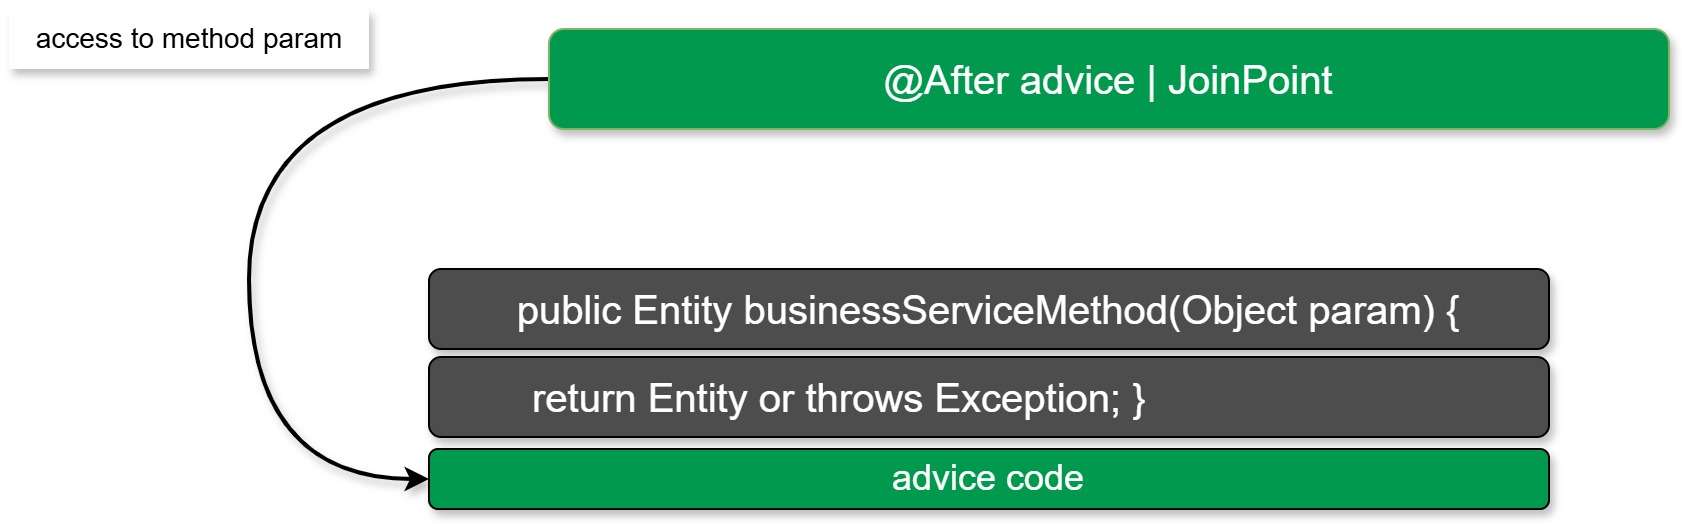 access to method param
@After advice | JoinPoint
public Entity businessServiceMethod(Object param) {
return Entity or throws Exception; }
advice code